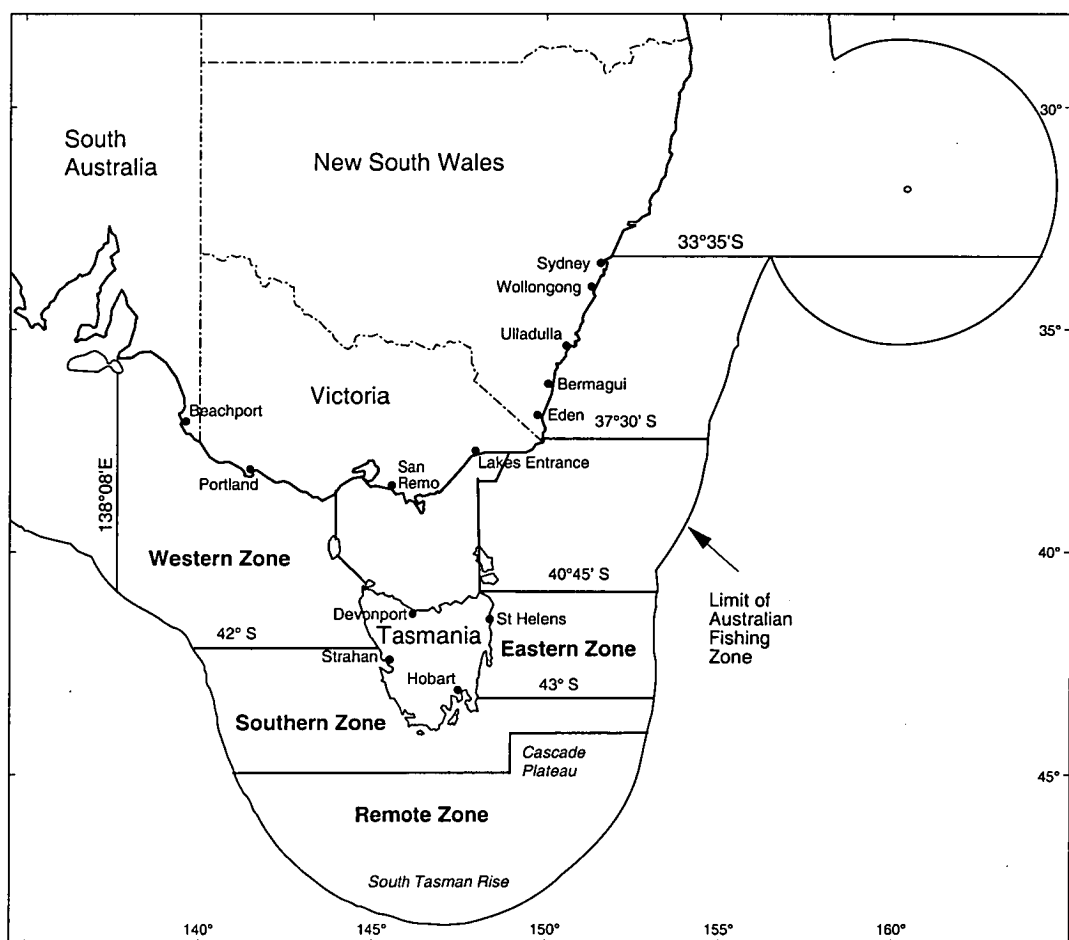 30°
South
Australia
New South Wales
33°35'S
Sydney
Wollongong
35°
Ulladulla
Bermagui
Victoria
Beachport
Eden
37°30' S
Lakes Entrance
San
Remo
Portland
138°08'E
Western Zone
40°
40°45' S
Limit of
Australian
Fishing
Zone
Devonport
St Helens
Tasmania
42° S
Eastern Zone
Strahan
Hobart
43° S
Southern Zone
Cascade
Plateau
45°
Remote Zone
South Tasman Rise
140°
145°
150°
155°
160°